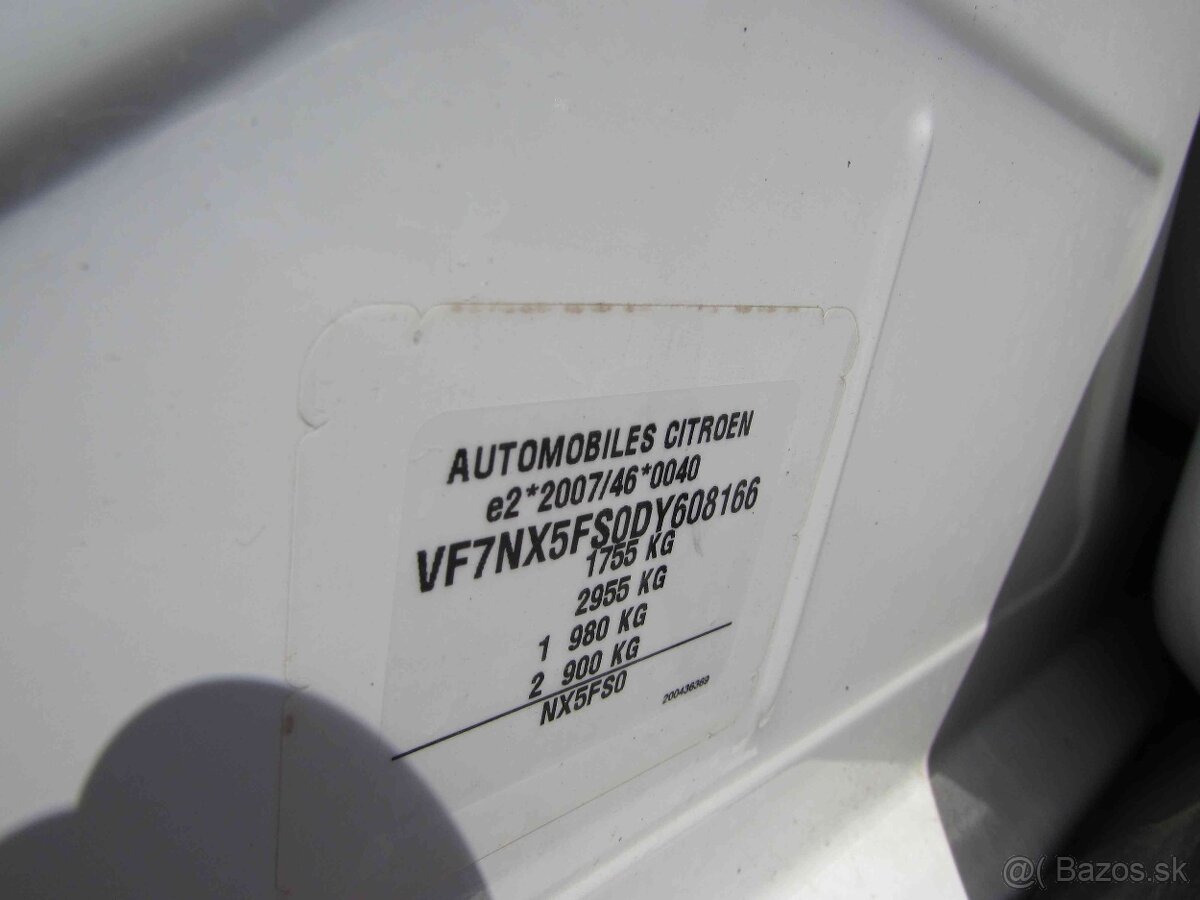 AUTOMOBILES CITROEN
e2*2007/46*0040
VF7NX5FS0DY608166
1755 KG
2955 KG
1 980 KG
2 900 KG
NX5FS0 200436369
@( Bazos.sk